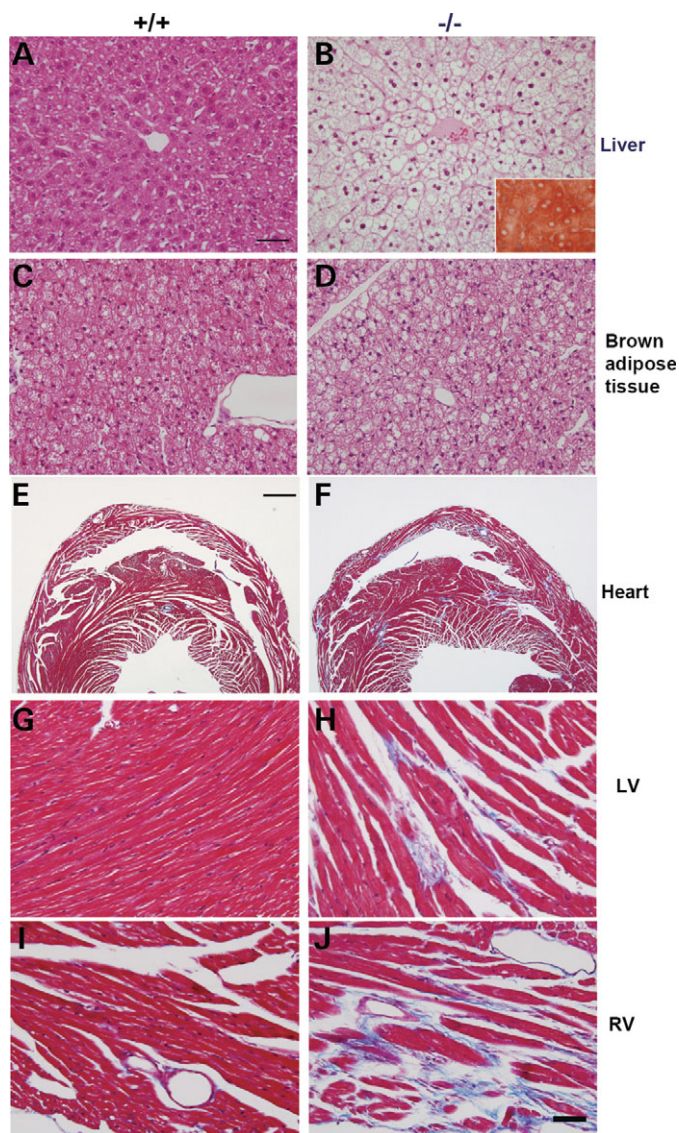 +/+ -/-
A B
Liver
C D
Brown
adipose
tissue
E F
Heart
G H
LV
I J
RV